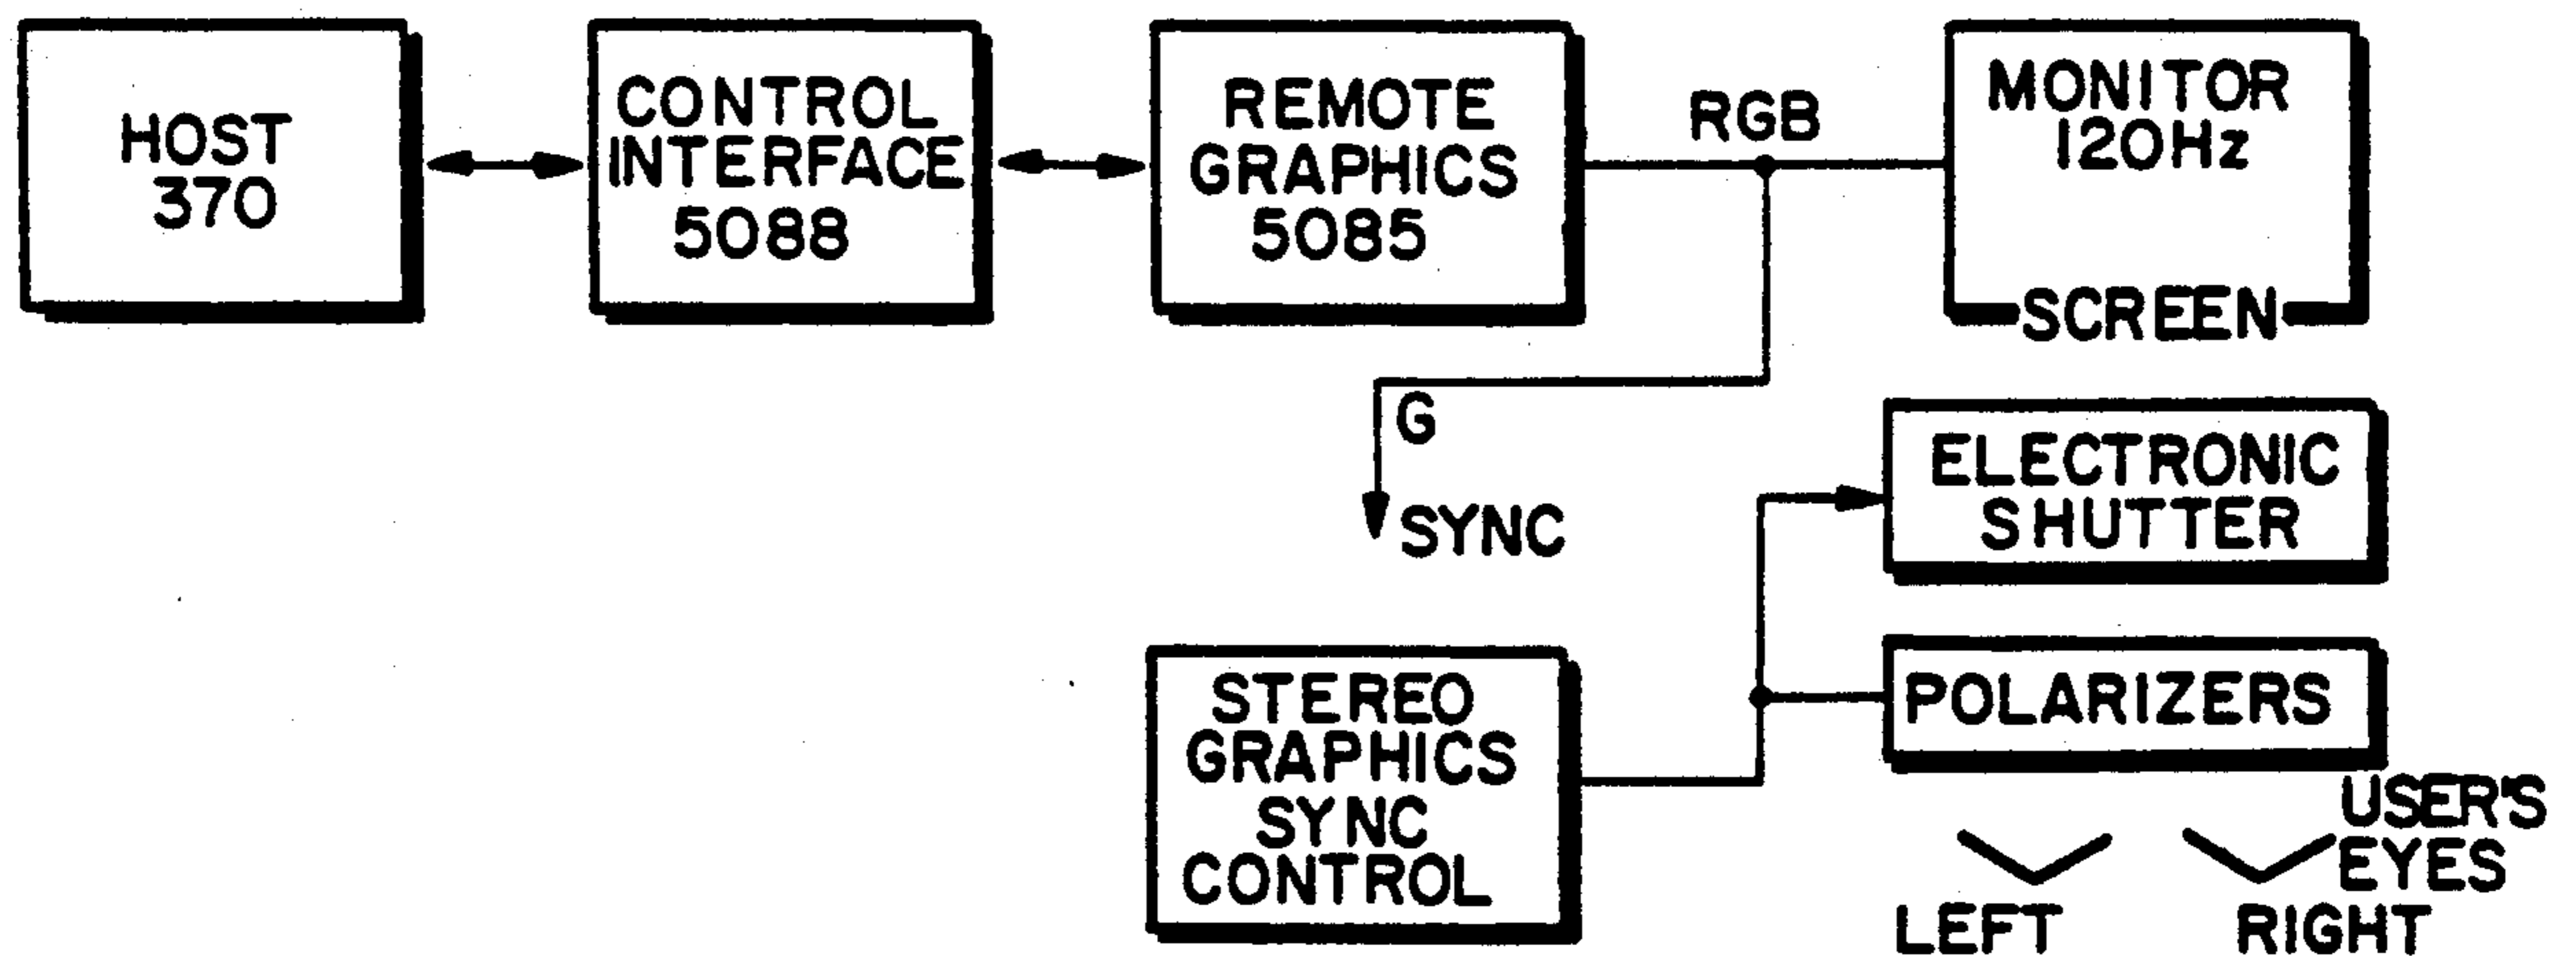 HOST
370
CONTROL
INTERFACE
5088
REMOTE
GRAPHICS
5085
RGB
MONITOR
120Hz
SCREEN
G
SYNC
ELECTRONIC
SHUTTER
STEREO
GRAPHICS
SYNC
CONTROL
POLARIZERS
USER'S
EYES
LEFT
RIGHT